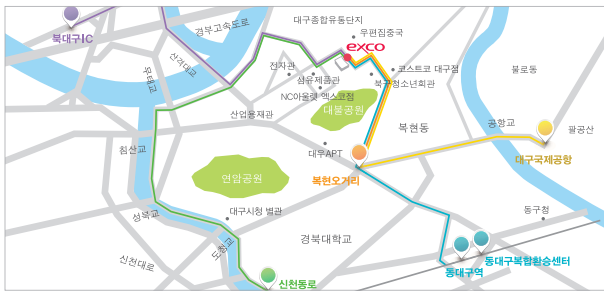 대구종합유통단지
경부고속도로
우편집중국
북대구IC
exco
산격대교
전자관
코스트코 대구점
불로동
우태교
섬유제품관
북구청소년회관
NC아울렛 엑스코점
대불공원
산업용재관
공항교
팔공산
복현동
침산교
대우APT
대구국제공항
연암공원
복현오거리
성북교
대구시청 별관
동구청
경북대학교
도청교
신천대로
동대구복합환승센터
동대구역
신천동로